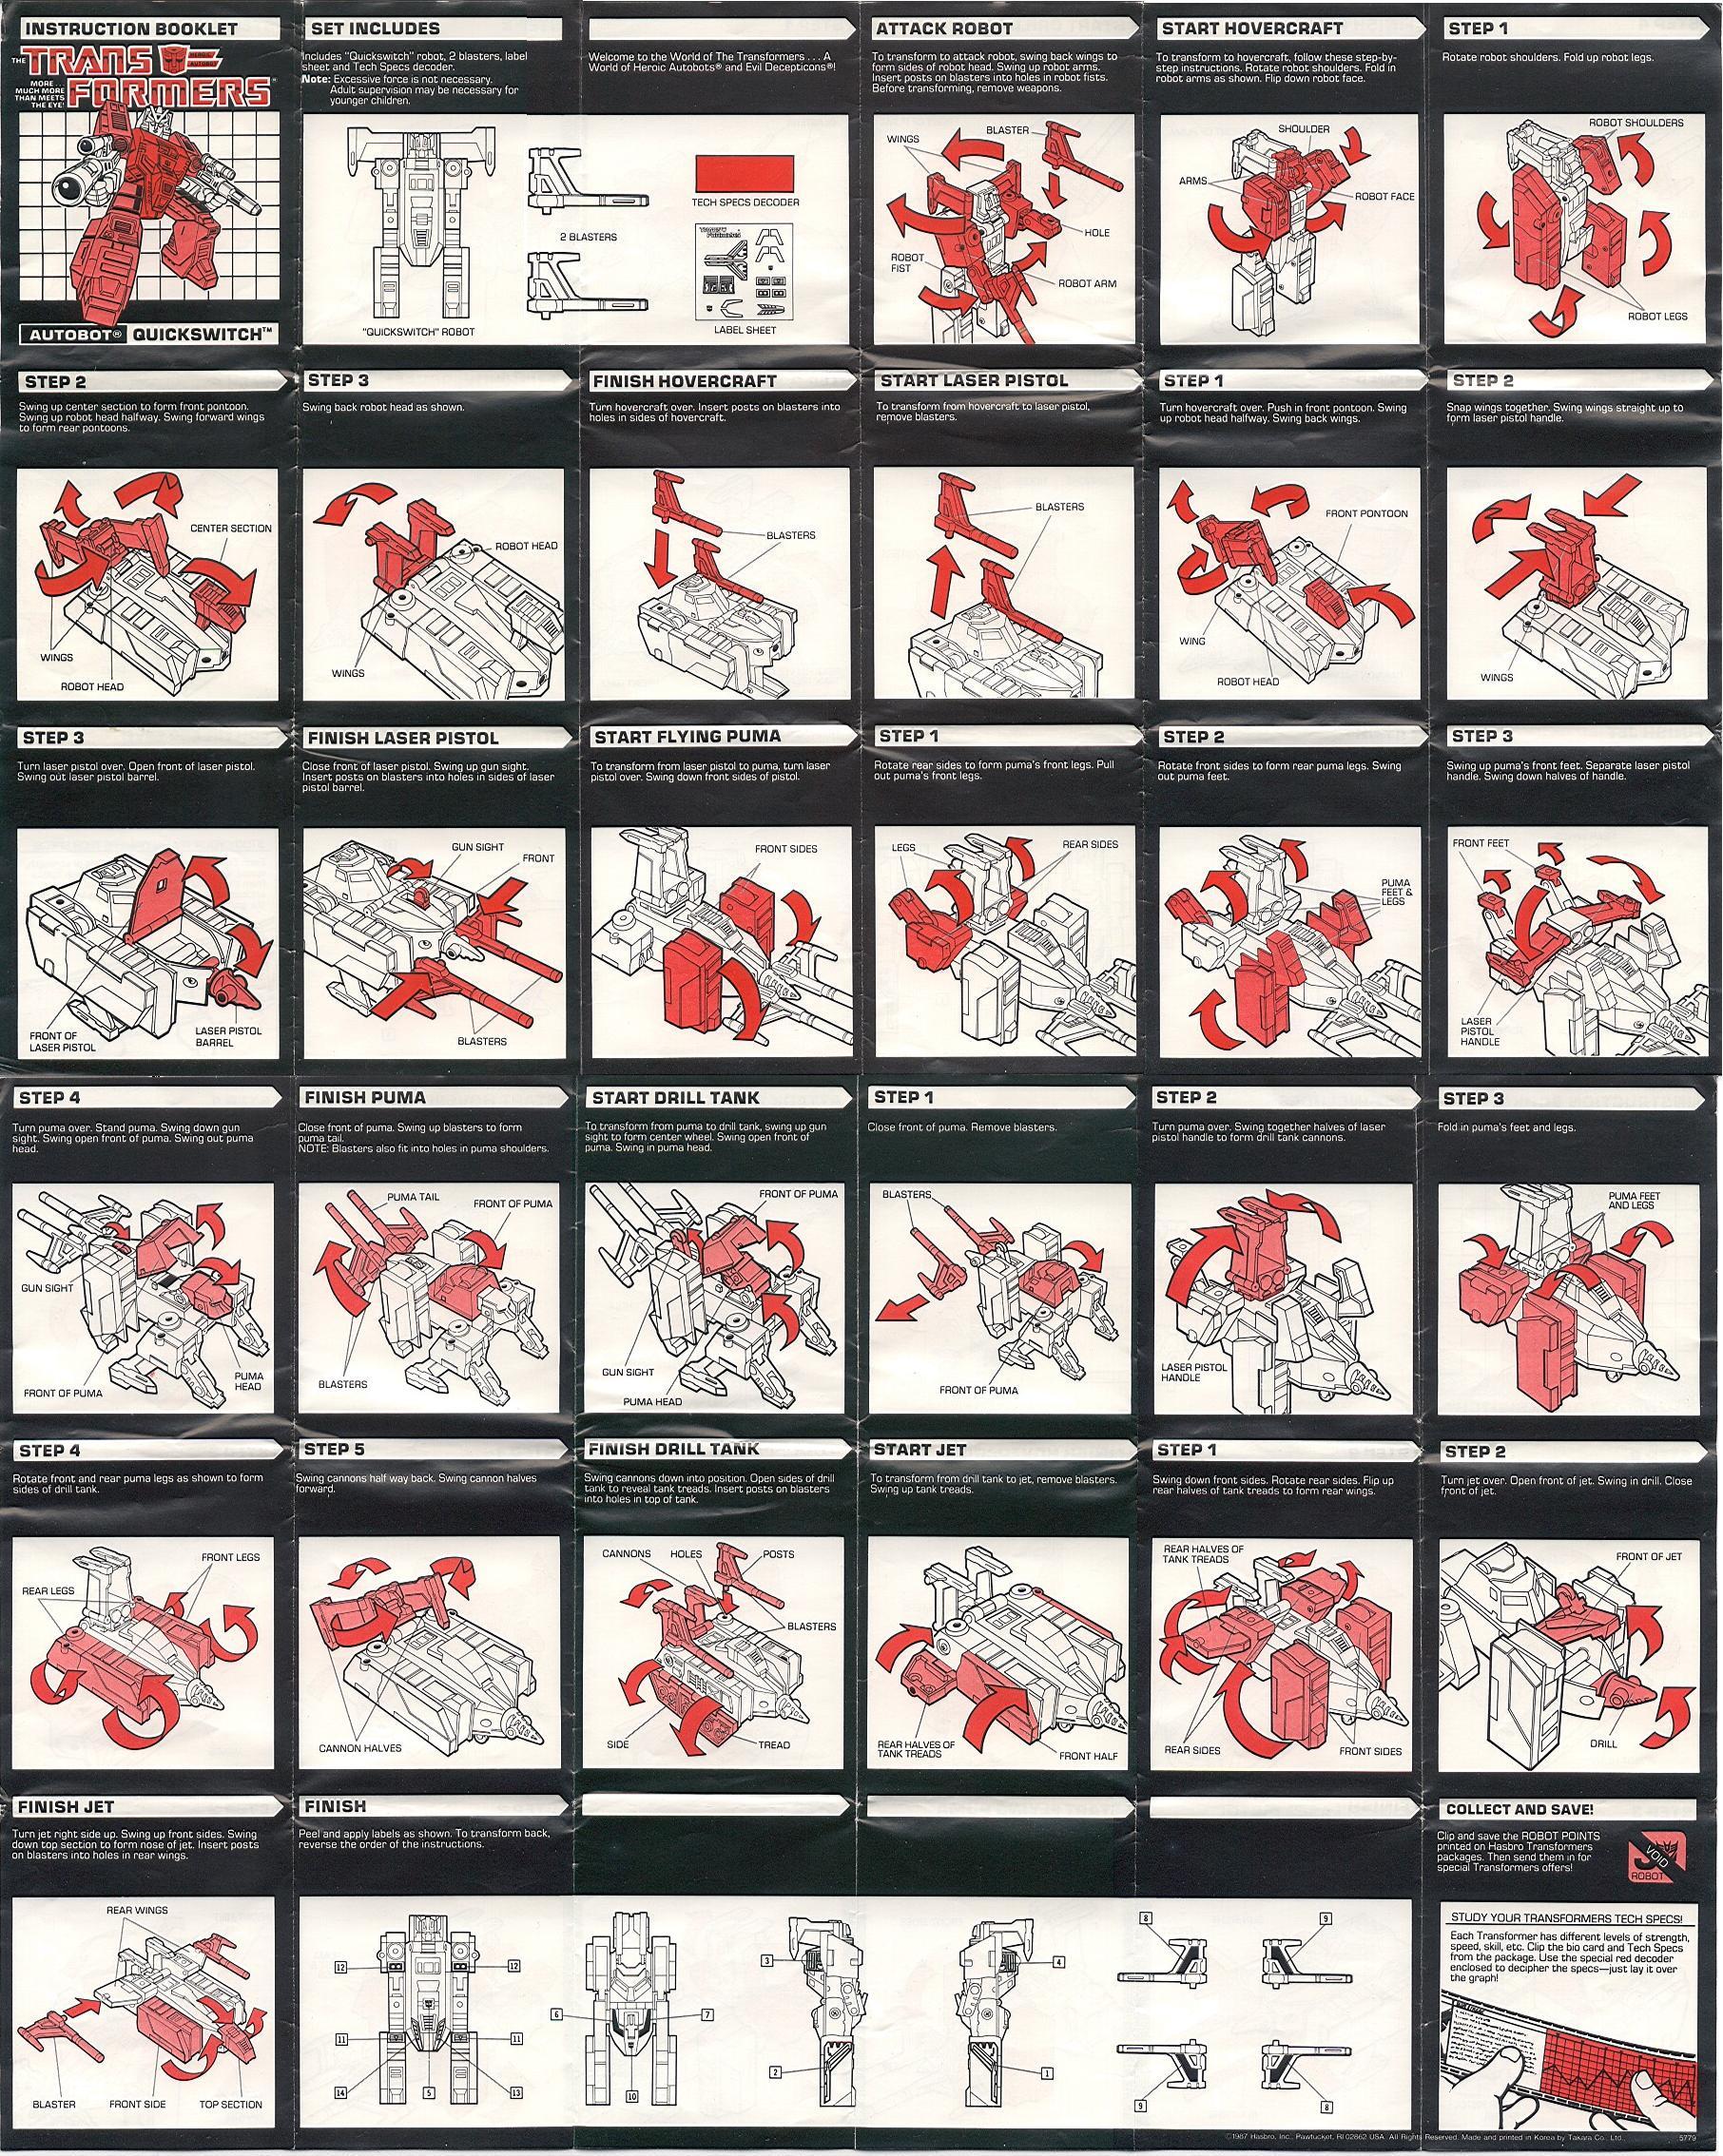 INSTRUCTION BOOKLET
THE TRANSFORMERS
HEROIC AUTOBOT
MORE
MUCH MORE
THAN MEETS
THE EYE
AUTOBOT® QUICKSWITCH™
SET INCLUDES
Includes "Quickswitch" robot, 2 blasters, label
sheet and Tech Specs decoder.
Note: Excessive force is not necessary.
Adult supervision may be necessary for
younger children.
Welcome to the World of The Transformers . . . A
World of Heroic Autobots® and Evil Decepticons®!
"QUICKSWITCH" ROBOT
2 BLASTERS
TECH SPECS DECODER
LABEL SHEET
ATTACK ROBOT
To transform to attack robot, swing back wings to
form sides of robot head. Swing up robot arms.
Insert posts on blasters into holes in robot fists.
Before transforming, remove weapons.
WINGS
BLASTER
HOLE
ROBOT
FIST
ROBOT ARM
START HOVERCRAFT
To transform to hovercraft, follow these step-by-
step instructions. Rotate robot shoulders. Fold in
robot arms as shown. Flip down robot face.
SHOULDER
ARMS
ROBOT FACE
STEP 1
Rotate robot shoulders. Fold up robot legs.
ROBOT SHOULDERS
ROBOT LEGS
STEP 2
Swing up center section to form front pontoon.
Swing up robot head halfway. Swing forward wings
to form rear pontoons.
CENTER SECTION
WINGS
ROBOT HEAD
STEP 3
Swing back robot head as shown.
ROBOT HEAD
WINGS
FINISH HOVERCRAFT
Turn hovercraft over. Insert posts on blasters into
holes in sides of hovercraft.
BLASTERS
START LASER PISTOL
To transform from hovercraft to laser pistol,
remove blasters.
BLASTERS
STEP 1
Turn hovercraft over. Push in front pontoon. Swing
up robot head halfway. Swing back wings.
FRONT PONTOON
WING
ROBOT HEAD
STEP 2
Snap wings together. Swing wings straight up to
form laser pistol handle.
WINGS
STEP 3
Turn laser pistol over. Open front of laser pistol.
Swing out laser pistol barrel.
FRONT OF
LASER PISTOL
LASER PISTOL
BARREL
FINISH LASER PISTOL
Close front of laser pistol. Swing up gun sight.
Insert posts on blasters into holes in sides of laser
pistol barrel.
GUN SIGHT
FRONT
BLASTERS
START FLYING PUMA
To transform from laser pistol to puma, turn laser
pistol over. Swing down front sides of pistol.
FRONT SIDES
STEP 1
Rotate rear sides to form puma's front legs. Pull
out puma's front legs.
LEGS
REAR SIDES
STEP 2
Rotate front sides to form rear puma legs. Swing
out puma feet.
PUMA
FEET &
LEGS
STEP 3
Swing up puma's front feet. Separate laser pistol
handle. Swing down halves of handle.
FRONT FEET
LASER
PISTOL
HANDLE
STEP 4
Turn puma over. Stand puma. Swing down gun
sight. Swing open front of puma. Swing out puma
head.
GUN SIGHT
FRONT OF PUMA
PUMA
HEAD
FINISH PUMA
Close front of puma. Swing up blasters to form
puma tail.
NOTE: Blasters also fit into holes in puma shoulders.
PUMA TAIL
FRONT OF PUMA
BLASTERS
START DRILL TANK
To transform from puma to drill tank, swing up gun
sight to form center wheel. Swing open front of
puma. Swing in puma head.
FRONT OF PUMA
GUN SIGHT
PUMA HEAD
STEP 1
Close front of puma. Remove blasters.
BLASTERS
FRONT OF PUMA
STEP 2
Turn puma over. Swing together halves of laser
pistol handle to form drill tank cannons.
LASER PISTOL
HANDLE
STEP 3
Fold in puma's feet and legs.
PUMA FEET
AND LEGS
STEP 4
Rotate front and rear puma legs as shown to form
sides of drill tank.
FRONT LEGS
REAR LEGS
STEP 5
Swing cannons half way back. Swing cannon halves
forward.
CANNON HALVES
FINISH DRILL TANK
Swing cannons down into position. Open sides of drill
tank to reveal tank treads. Insert posts on blasters
into holes in top of tank.
CANNONS
HOLES
POSTS
BLASTERS
SIDE
TREAD
START JET
To transform from drill tank to jet, remove blasters.
Swing up tank treads.
REAR HALVES OF
TANK TREADS
FRONT HALF
STEP 1
Swing down front sides. Rotate rear sides. Flip up
rear halves of tank treads to form rear wings.
REAR HALVES OF
TANK TREADS
REAR SIDES
FRONT SIDES
STEP 2
Turn jet over. Open front of jet. Swing in drill. Close
front of jet.
FRONT OF JET
DRILL
FINISH JET
Turn jet right side up. Swing up front sides. Swing
down top section to form nose of jet. Insert posts
on blasters into holes in rear wings.
REAR WINGS
BLASTER
FRONT SIDE
TOP SECTION
FINISH
Peel and apply labels as shown. To transform back,
reverse the order of the instructions.
12
12
11
11
14
5
13
6
7
10
3
2
4
1
8
9
9
8
COLLECT AND SAVE!
Clip and save the ROBOT POINTS
printed on Hasbro Transformers
packages. Then send them in for
special Transformers offers!
VOID
ROBOT
STUDY YOUR TRANSFORMERS TECH SPECS!
Each Transformer has different levels of strength,
speed, skill, etc. Clip the bio card and Tech Specs
from the package. Use the special red decoder
enclosed to decipher the specs—just lay it over
the graph!
©1987 Hasbro, Inc., Pawtucket, RI 02862 USA. All Rights Reserved. Made and printed in Korea by Takara Co., Ltd.
5779